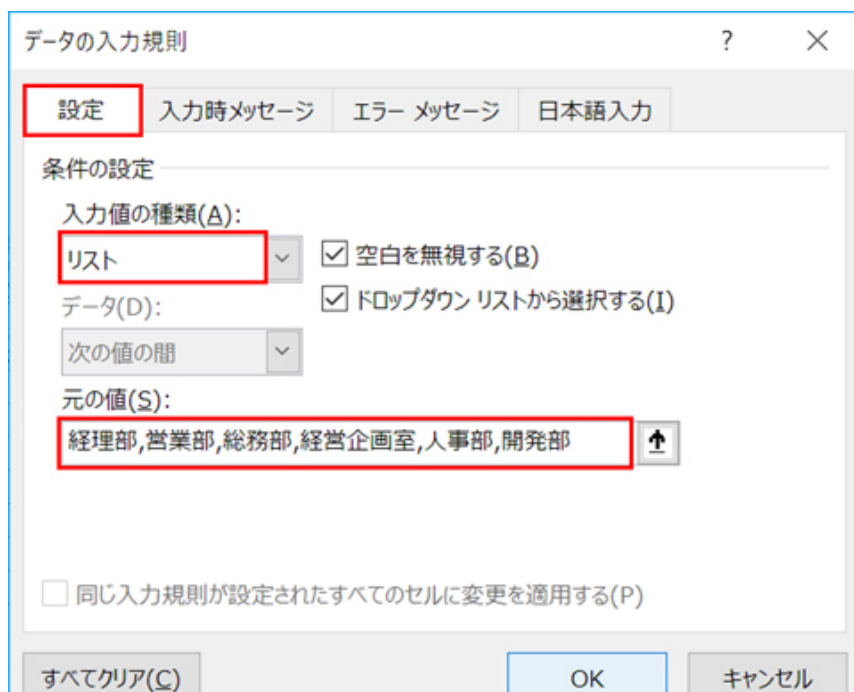 データの入力規則 ? ×
設定 入力時メッセージ エラー メッセージ 日本語入力
条件の設定
入力値の種類(A):
リスト 空白を無視する(B)
データ(D): ドロップダウン リストから選択する(I)
次の値の間
元の値(S):
経理部,営業部,総務部,経営企画室,人事部,開発部
同じ入力規則が設定されたすべてのセルに変更を適用する(P)
すべてクリア(C) OK キャンセル